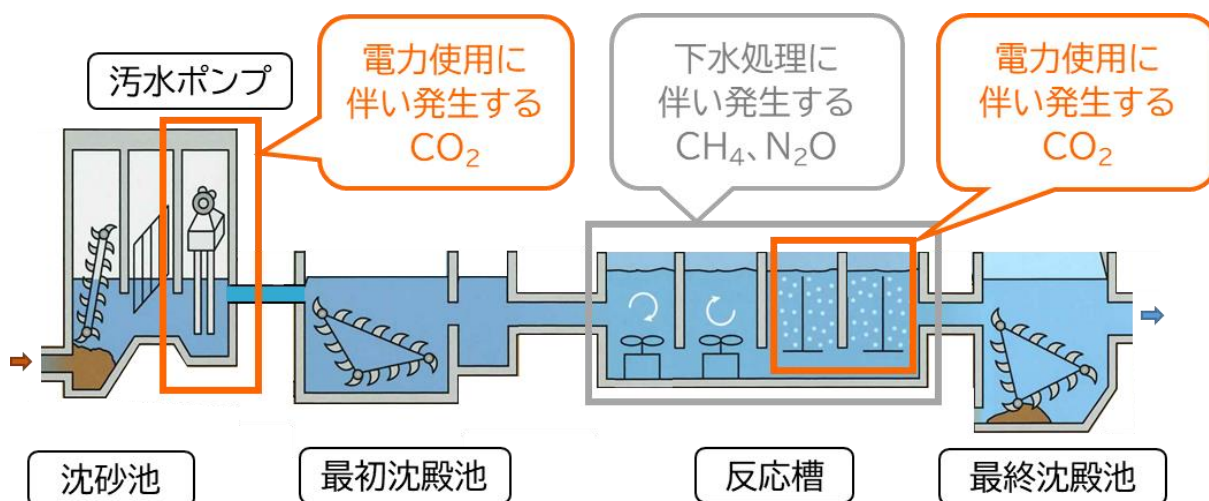 汚水ポンプ
電力使用に
伴い発生する
CO₂
下水処理に
伴い発生する
CH₄、N₂O
電力使用に
伴い発生する
CO₂
沈砂池
最初沈殿池
反応槽
最終沈殿池